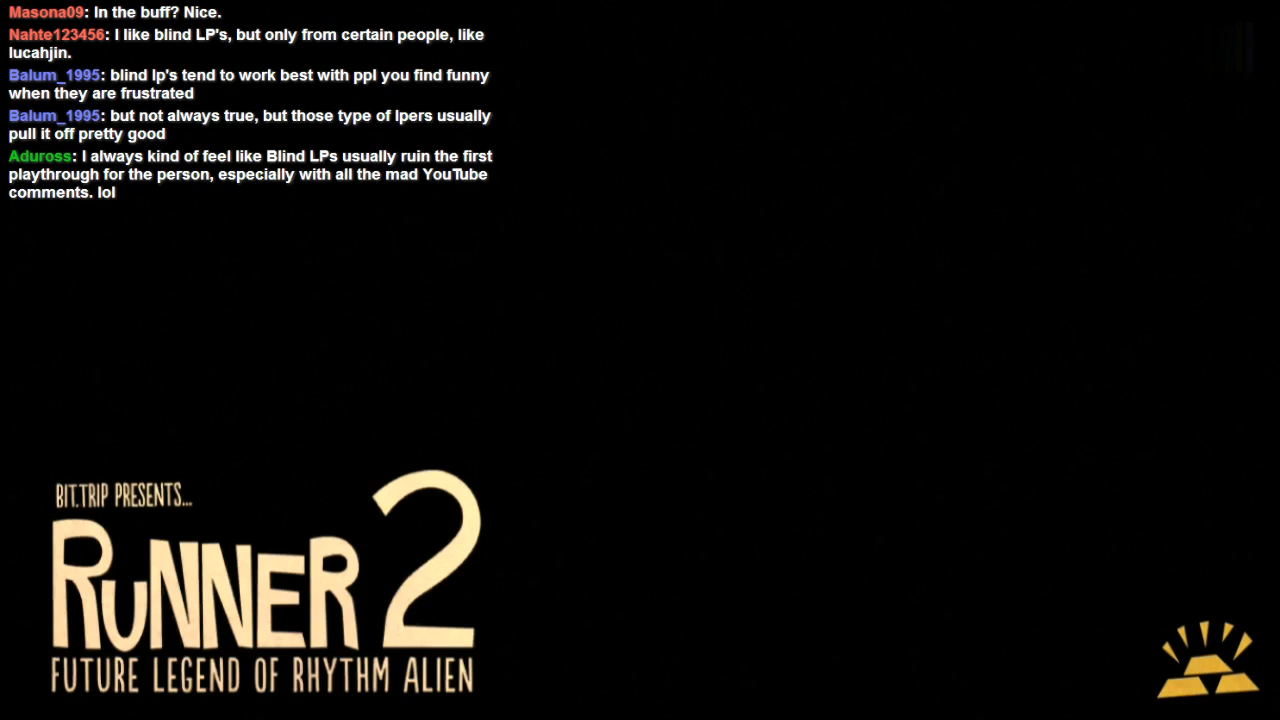 Masona09: In the buff? Nice.
Nahte123456: I like blind LP's, but only from certain people, like
lucahjin.
Balum_1995: blind lp's tend to work best with ppl you find funny
when they are frustrated
Balum_1995: but not always true, but those type of lpers usually
pull it off pretty good
Aduross: I always kind of feel like Blind LPs usually ruin the first
playthrough for the person, especially with all the mad YouTube
comments. lol
BIT.TRIP PRESENTS...
RUNNER 2
FUTURE LEGEND OF RHYTHM ALIEN